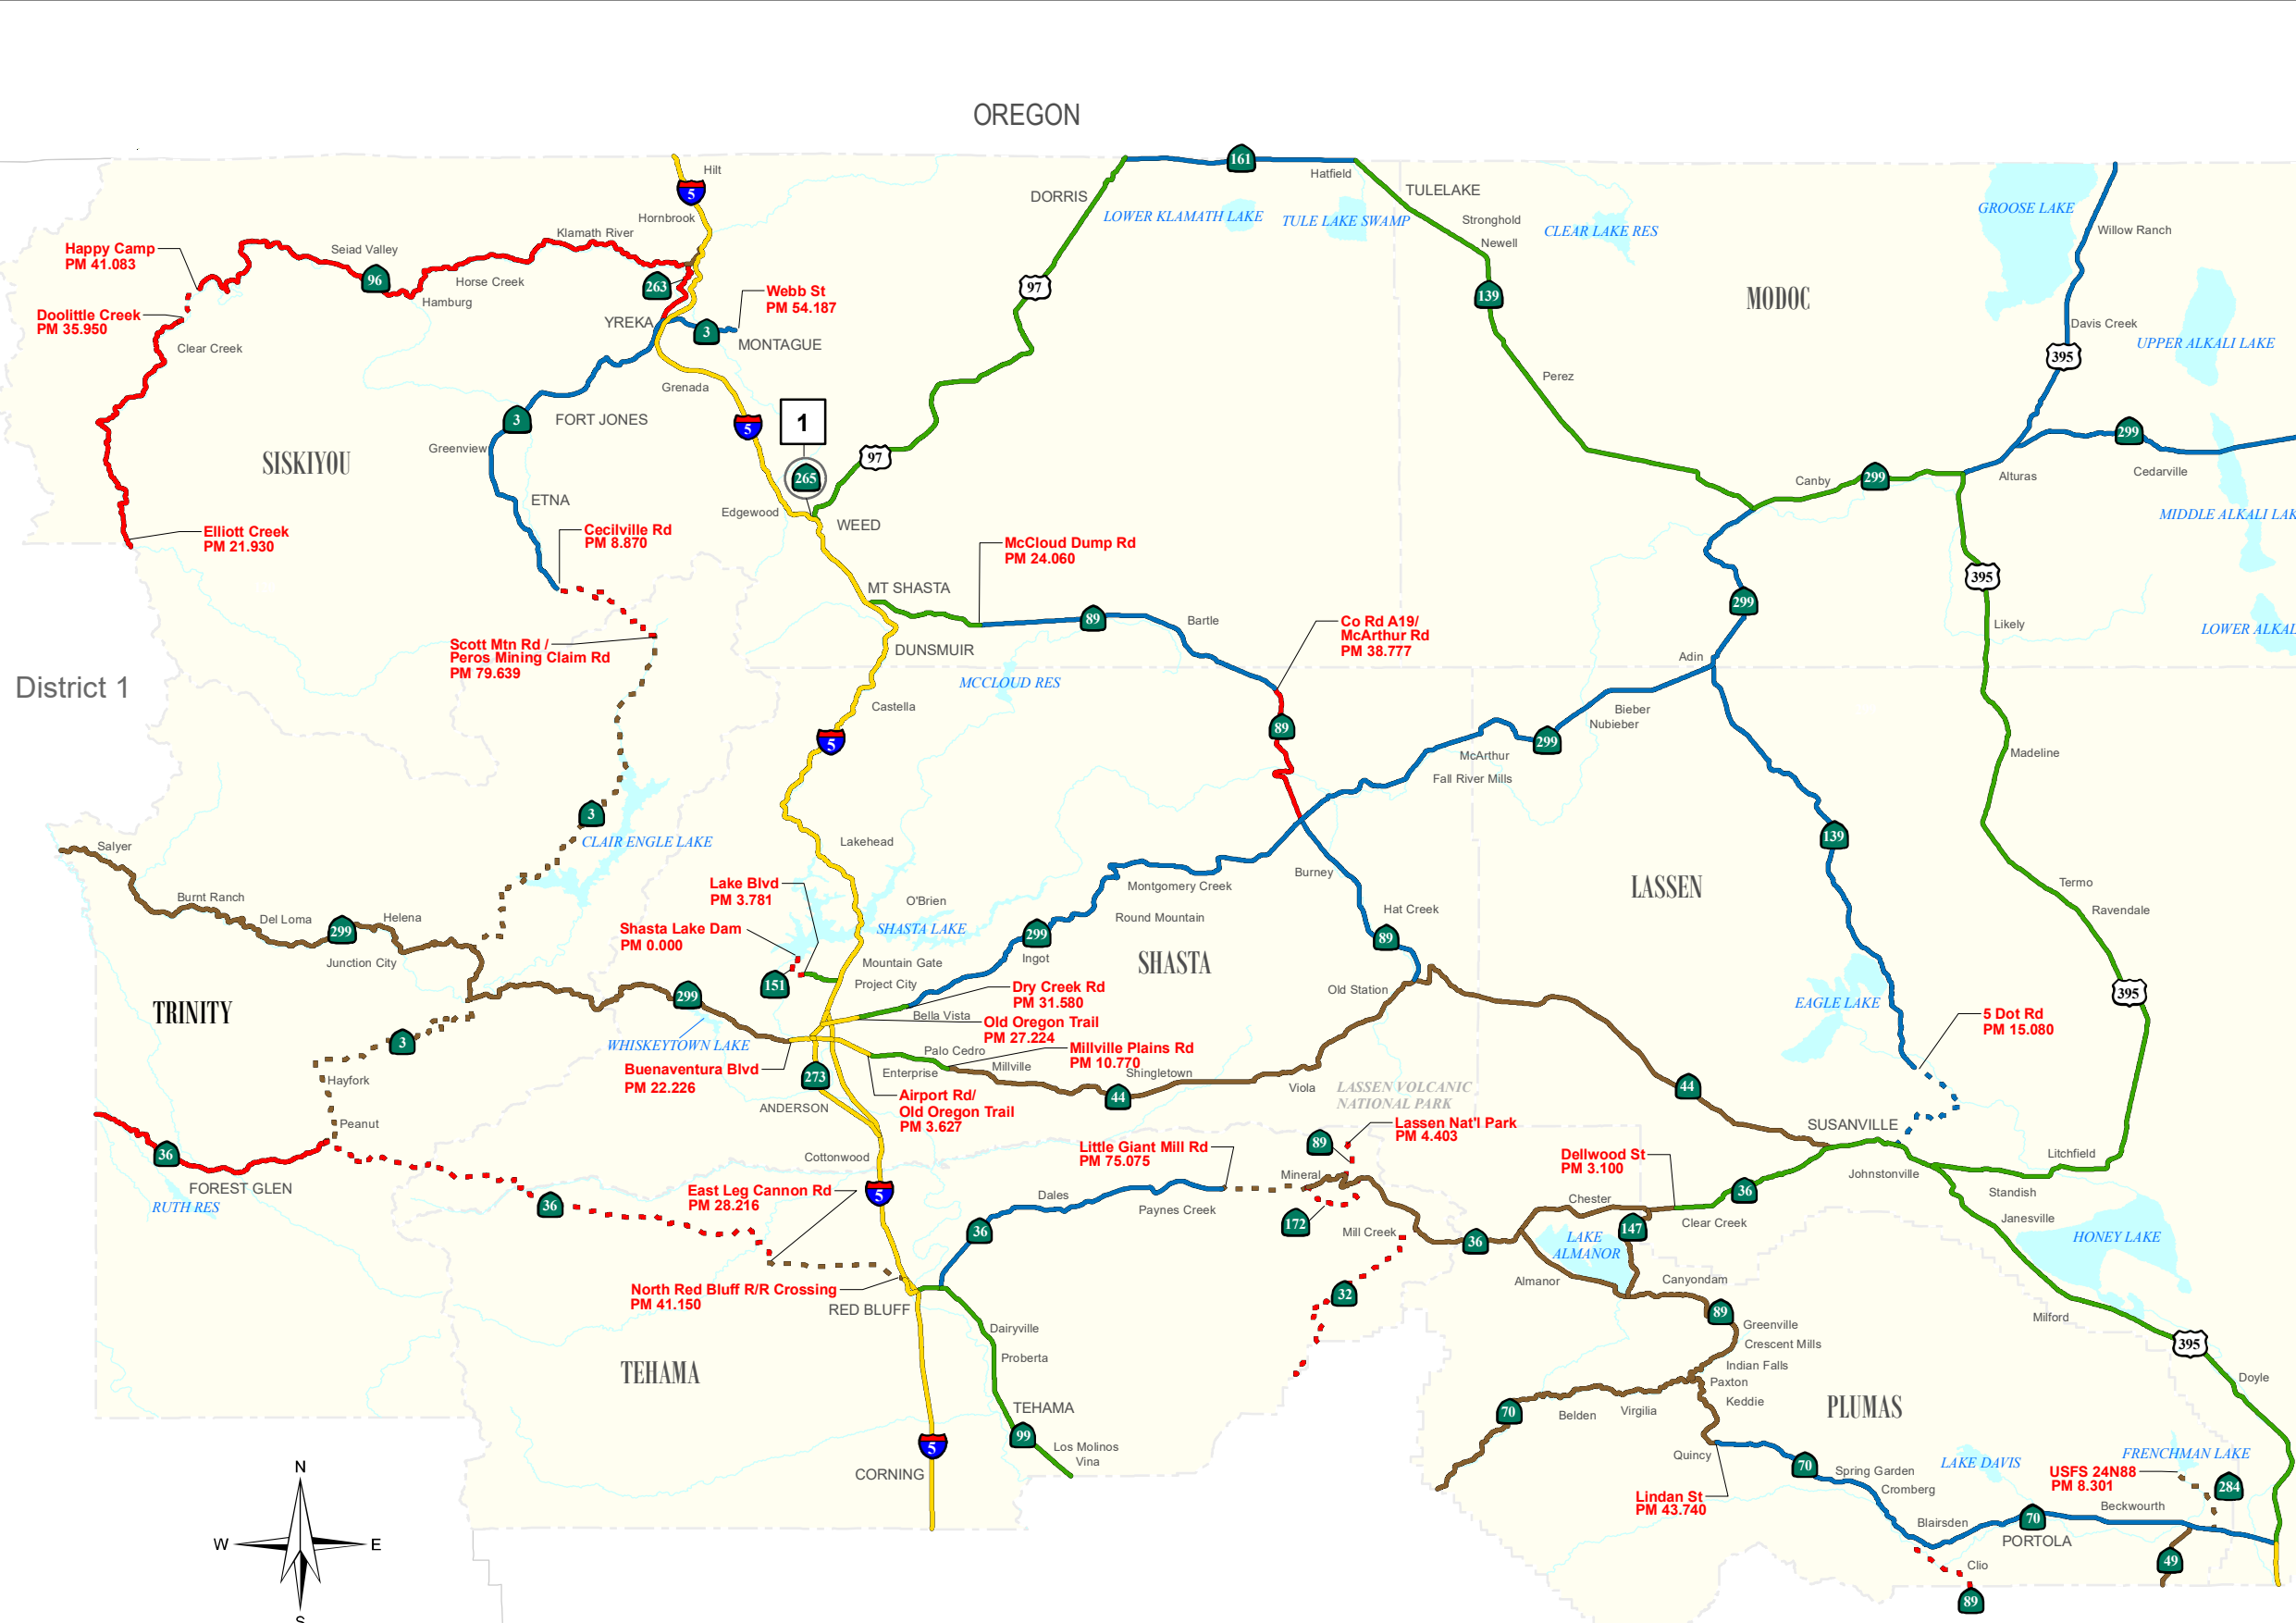 OREGON
Hilt
5
Hornbrook
161
Hatfield
DORRIS
TULELAKE
LOWER KLAMATH LAKE
TULE LAKE SWAMP
Stronghold
Newell
CLEAR LAKE RES
GROOSE LAKE
Willow Ranch
Happy Camp
PM 41.083
Seiad Valley
Klamath River
96
Horse Creek
Hamburg
263
Webb St
PM 54.187
97
139
MODOC
Doolittle Creek
PM 35.950
YREKA
3
MONTAGUE
Davis Creek
UPPER ALKALI LAKE
395
Clear Creek
Grenada
Perez
3
FORT JONES
5
1
Greenview
97
299
SISKIYOU
265
Canby
299
Alturas
Cedarville
ETNA
Edgewood
WEED
MIDDLE ALKALI LAK
Elliott Creek
PM 21.930
Cecilville Rd
PM 8.870
McCloud Dump Rd
PM 24.060
MT SHASTA
395
299
89
Bartle
Co Rd A19/
McArthur Rd
PM 38.777
Likely
LOWER ALKAL
Scott Mtn Rd /
Peros Mining Claim Rd
PM 79.639
DUNSMUIR
Adin
District 1
MCCLOUD RES
Castella
Bieber
Nubieber
89
299
5
McArthur
Fall River Mills
Madeline
3
CLAIR ENGLE LAKE
Lakehead
139
Salyer
Burney
Montgomery Creek
LASSEN
Termo
Lake Blvd
PM 3.781
Burnt Ranch
Del Loma
Helena
299
O'Brien
Round Mountain
Hat Creek
Ravendale
Shasta Lake Dam
PM 0.000
SHASTA LAKE
299
89
Junction City
Mountain Gate
Ingot
SHASTA
Project City
151
299
Old Station
395
Dry Creek Rd
PM 31.580
EAGLE LAKE
TRINITY
Bella Vista
Old Oregon Trail
PM 27.224
5 Dot Rd
PM 15.080
3
WHISKEYTOWN LAKE
Palo Cedro
Millville Plains Rd
PM 10.770
Buenaventura Blvd
PM 22.226
273
Enterprise
Millville
Shingletown
Hayfork
44
Viola
LASSEN VOLCANIC
NATIONAL PARK
44
ANDERSON
Airport Rd/
Old Oregon Trail
PM 3.627
Peanut
Lassen Nat'l Park
PM 4.403
SUSANVILLE
36
Cottonwood
Little Giant Mill Rd
PM 75.075
89
Dellwood St
PM 3.100
Litchfield
Mineral
Johnstonville
FOREST GLEN
RUTH RES
East Leg Cannon Rd
PM 28.216
5
Dales
Paynes Creek
36
Standish
36
Chester
Janesville
36
172
Mill Creek
36
147
Clear Creek
LAKE
ALMANOR
HONEY LAKE
North Red Bluff R/R Crossing
PM 41.150
RED BLUFF
32
Almanor
Canyondam
89
Milford
Dairyville
Greenville
Crescent Mills
395
Proberta
TEHAMA
Indian Falls
Paxton
Keddie
Doyle
TEHAMA
70
Belden
Virgilia
PLUMAS
99
Los Molinos
Vina
5
N
CORNING
Quincy
70
Spring Garden
Cromberg
LAKE DAVIS
FRENCHMAN LAKE
USFS 24N88
PM 8.301
284
Lindan St
PM 43.740
Beckwourth
Blairsden
70
PORTOLA
W
E
Clio
49
89
S